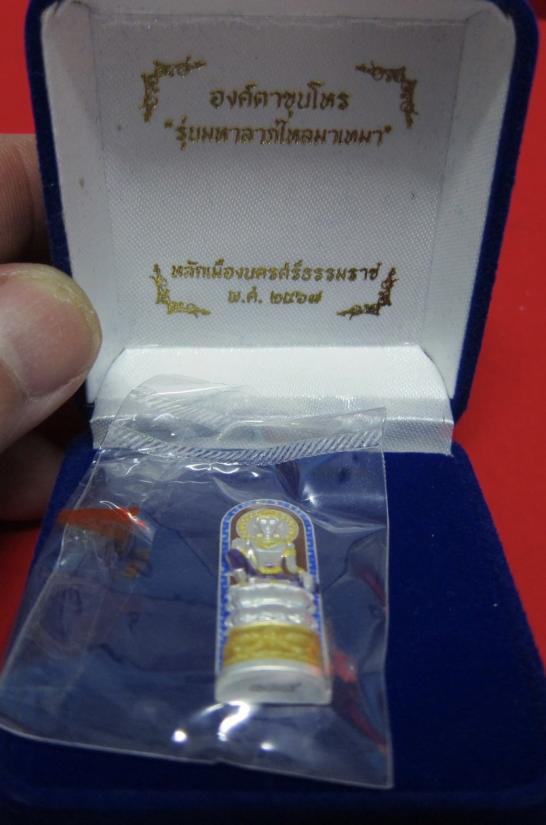 องค์ตาขุนโหร
"รุ่นมหาลาภไหลมาเทมา"
หลักเมืองนครศรีธรรมราช
พ.ศ. ๒๕๖๗